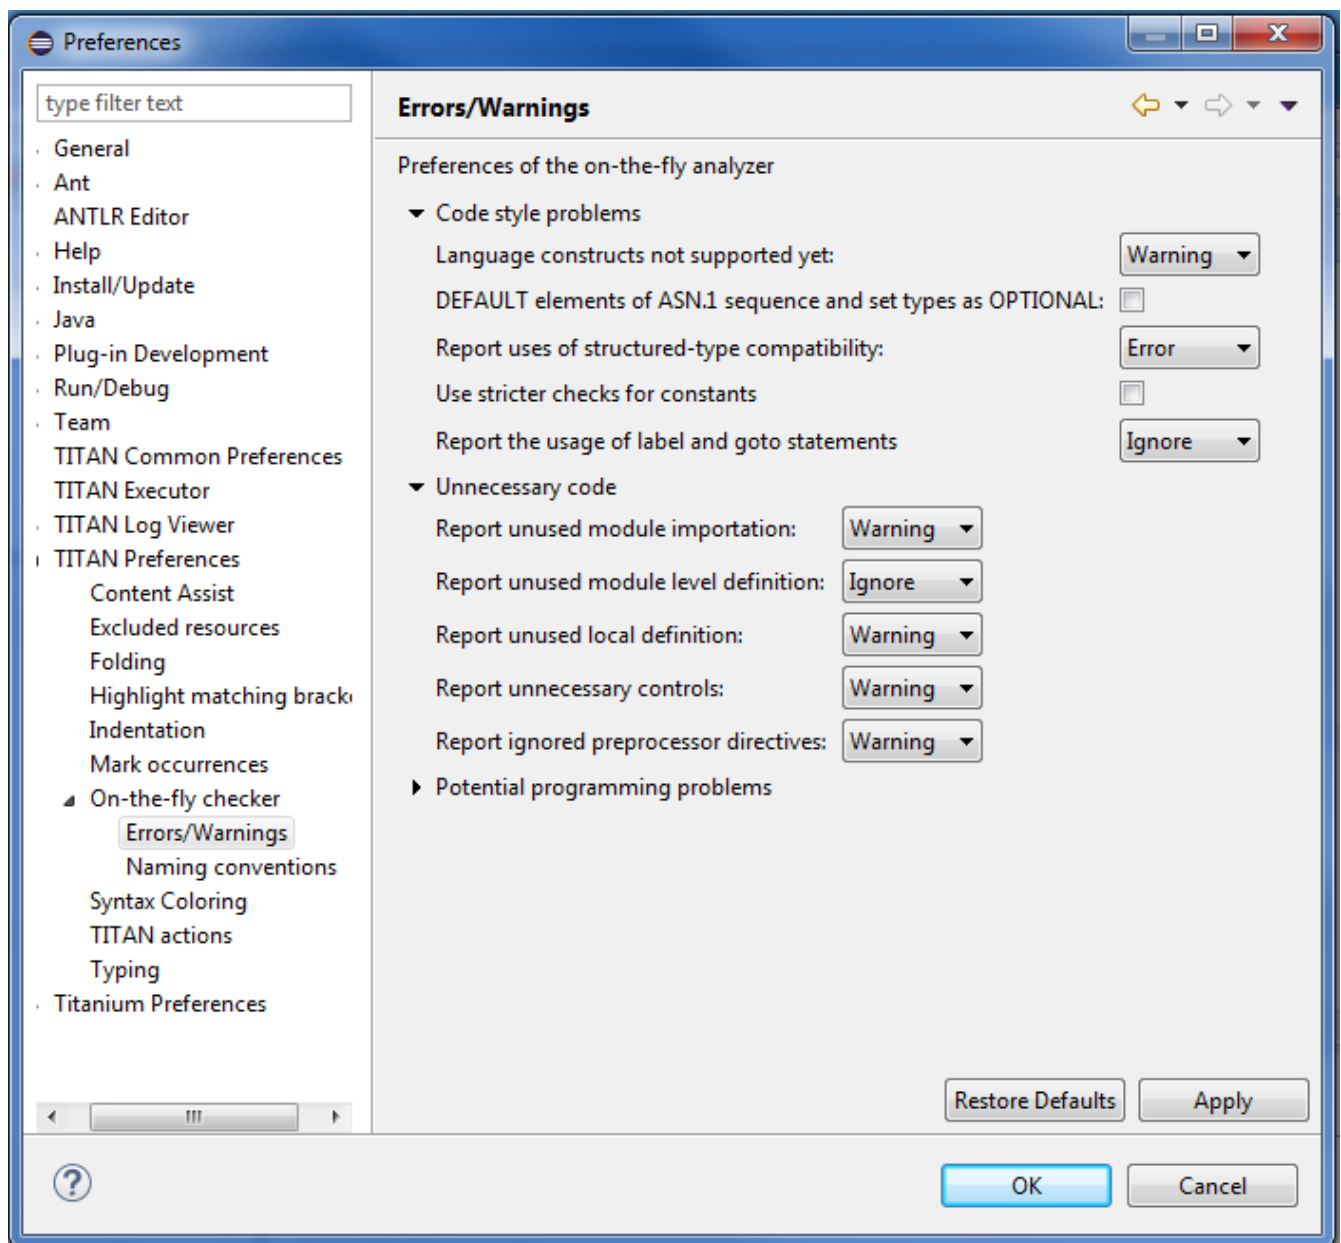 Preferences
type filter text
General
Ant
ANTLR Editor
Help
Install/Update
Java
Plug-in Development
Run/Debug
Team
TITAN Common Preferences
TITAN Executor
TITAN Log Viewer
TITAN Preferences
Content Assist
Excluded resources
Folding
Highlight matching bracke
Indentation
Mark occurrences
On-the-fly checker
Errors/Warnings
Naming conventions
Syntax Coloring
TITAN actions
Typing
Titanium Preferences
Errors/Warnings
Preferences of the on-the-fly analyzer
Code style problems
Language constructs not supported yet: Warning
DEFAULT elements of ASN.1 sequence and set types as OPTIONAL:
Report uses of structured-type compatibility: Error
Use stricter checks for constants
Report the usage of label and goto statements Ignore
Unnecessary code
Report unused module importation: Warning
Report unused module level definition: Ignore
Report unused local definition: Warning
Report unnecessary controls: Warning
Report ignored preprocessor directives: Warning
Potential programming problems
Restore Defaults Apply
OK Cancel